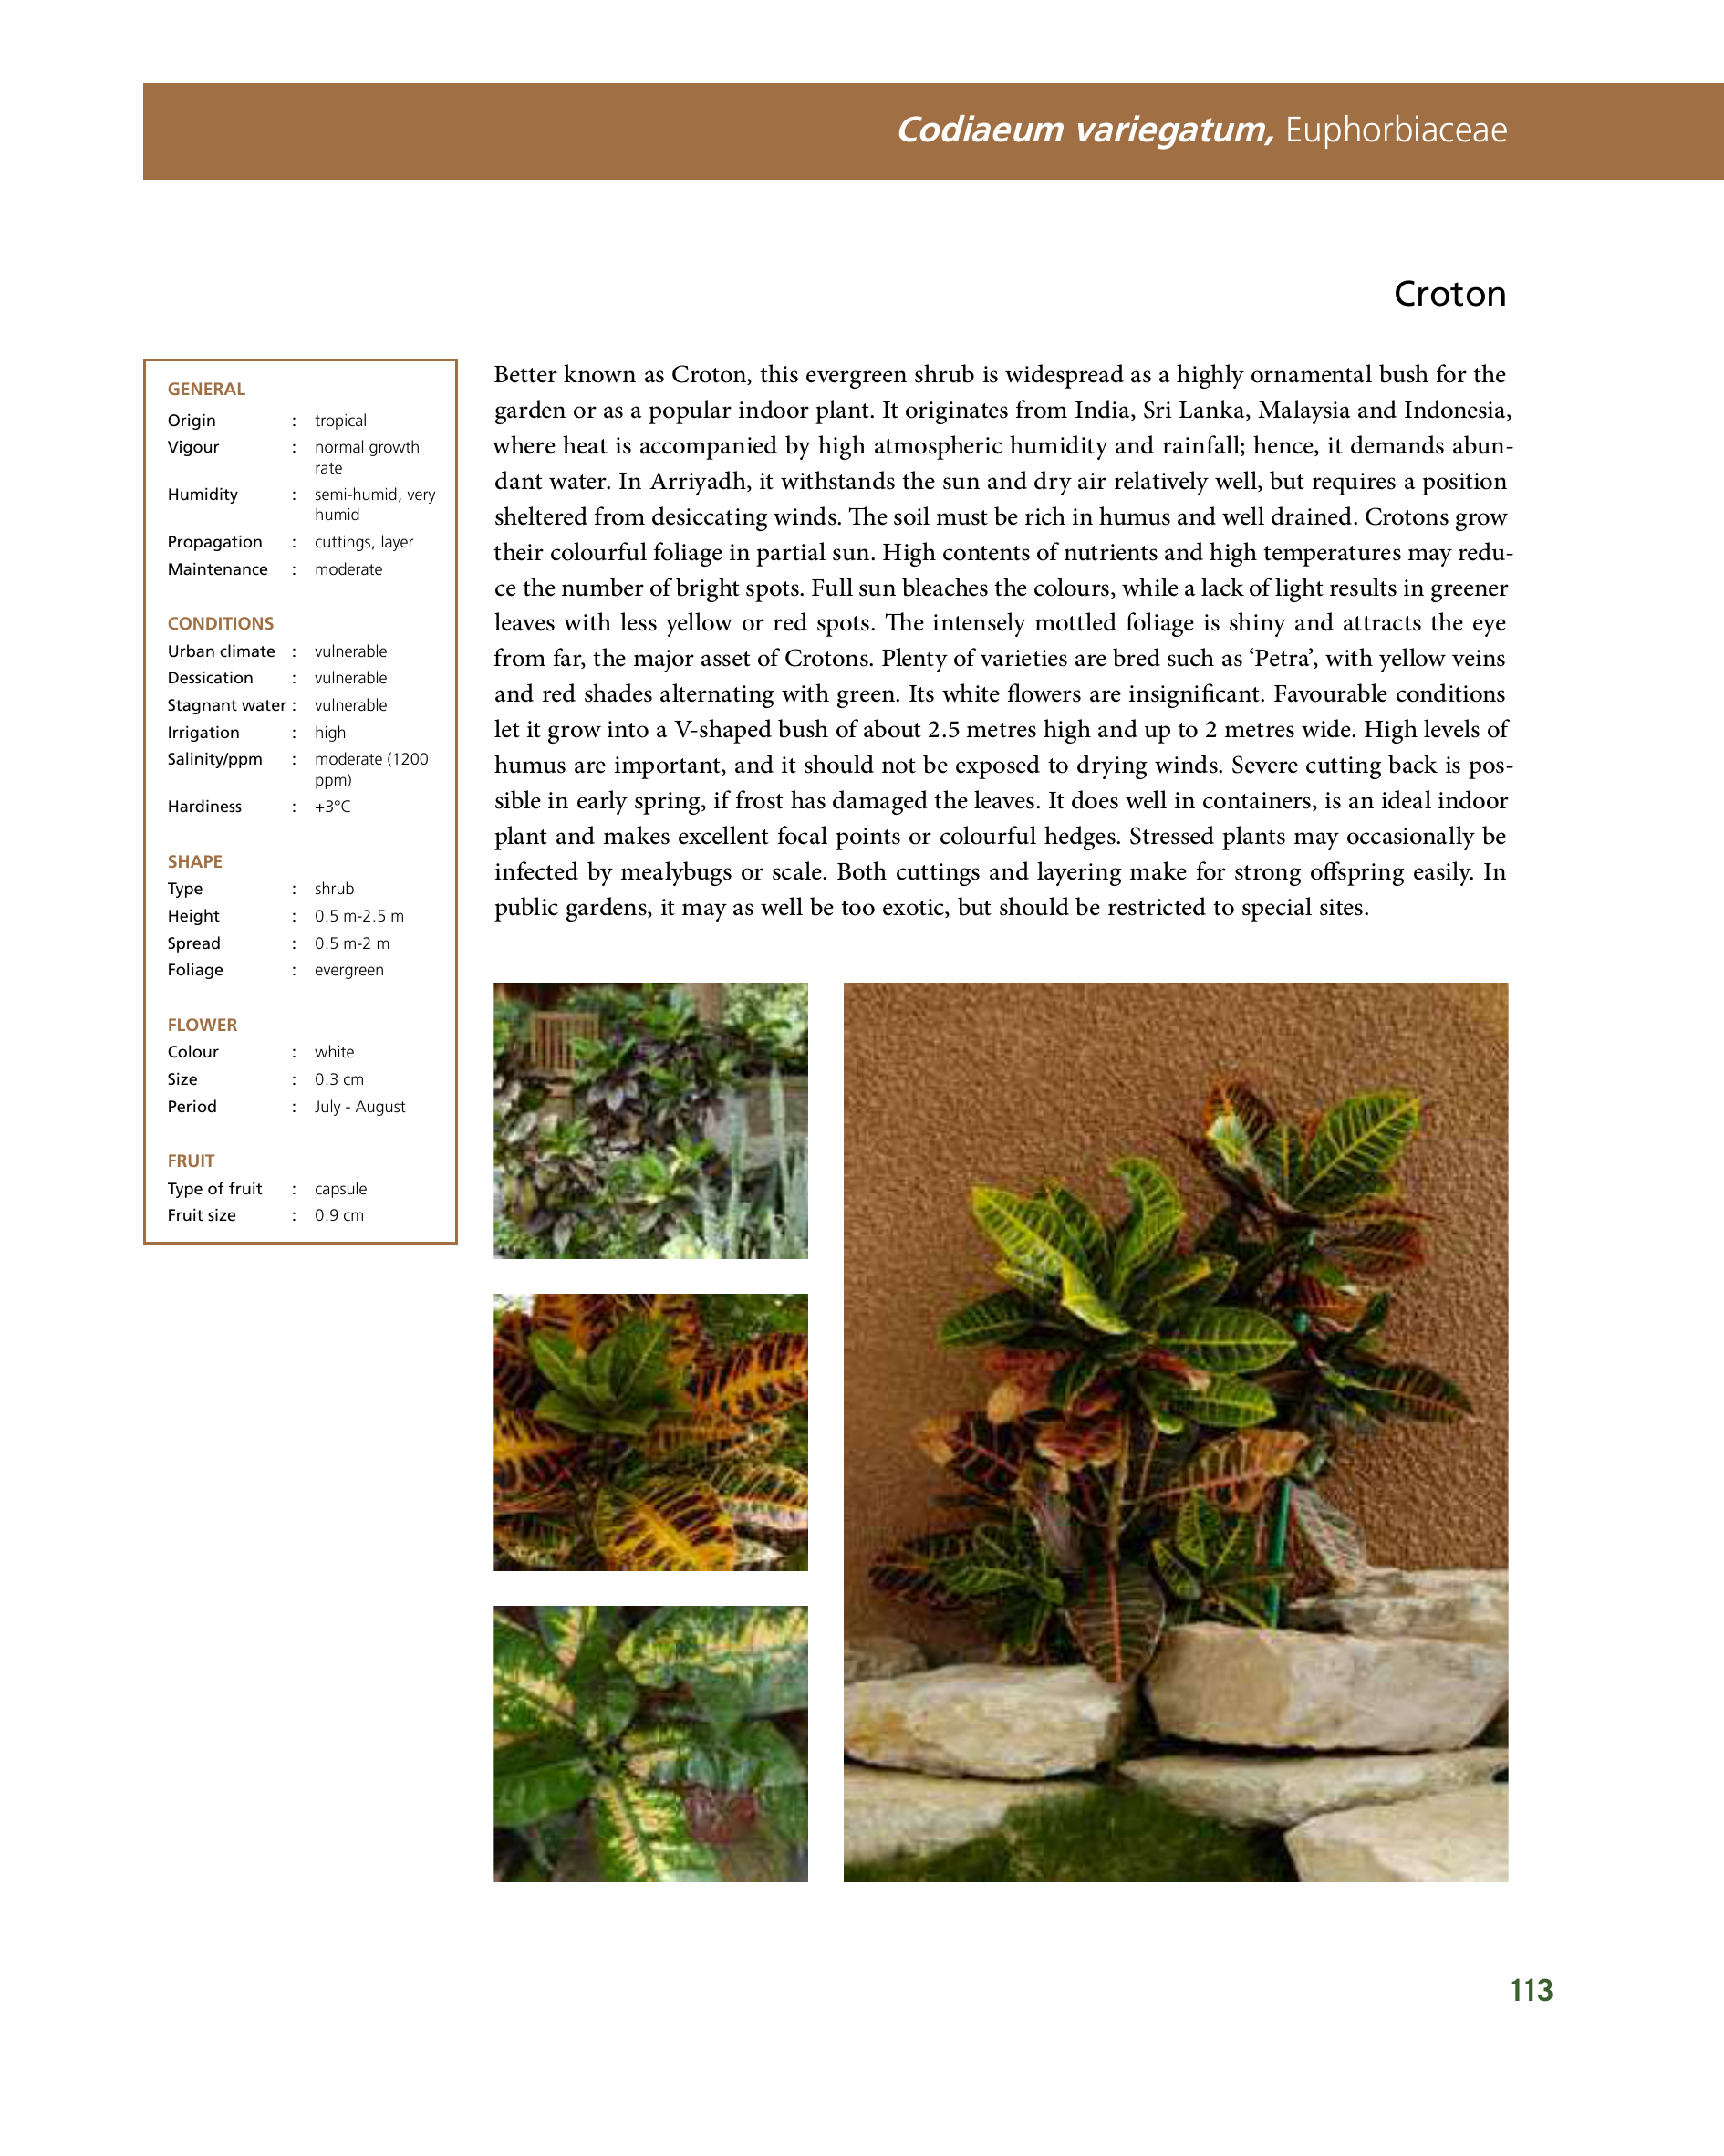 Codiaeum variegatum, Euphorbiaceae
Croton
GENERAL
Origin : tropical
Vigour : normal growth
rate
Humidity : semi-humid, very
humid
Propagation : cuttings, layer
Maintenance : moderate
CONDITIONS
Urban climate : vulnerable
Dessication : vulnerable
Stagnant water : vulnerable
Irrigation : high
Salinity/ppm : moderate (1200
ppm)
Hardiness : +3°C
SHAPE
Type : shrub
Height : 0.5 m-2.5 m
Spread : 0.5 m-2 m
Foliage : evergreen
FLOWER
Colour : white
Size : 0.3 cm
Period : July - August
FRUIT
Type of fruit : capsule
Fruit size : 0.9 cm
Better known as Croton, this evergreen shrub is widespread as a highly ornamental bush for the
garden or as a popular indoor plant. It originates from India, Sri Lanka, Malaysia and Indonesia,
where heat is accompanied by high atmospheric humidity and rainfall; hence, it demands abun-
dant water. In Arriyadh, it withstands the sun and dry air relatively well, but requires a position
sheltered from desiccating winds. The soil must be rich in humus and well drained. Crotons grow
their colourful foliage in partial sun. High contents of nutrients and high temperatures may redu-
ce the number of bright spots. Full sun bleaches the colours, while a lack of light results in greener
leaves with less yellow or red spots. The intensely mottled foliage is shiny and attracts the eye
from far, the major asset of Crotons. Plenty of varieties are bred such as ‘Petra’, with yellow veins
and red shades alternating with green. Its white flowers are insignificant. Favourable conditions
let it grow into a V-shaped bush of about 2.5 metres high and up to 2 metres wide. High levels of
humus are important, and it should not be exposed to drying winds. Severe cutting back is pos-
sible in early spring, if frost has damaged the leaves. It does well in containers, is an ideal indoor
plant and makes excellent focal points or colourful hedges. Stressed plants may occasionally be
infected by mealybugs or scale. Both cuttings and layering make for strong offspring easily. In
public gardens, it may as well be too exotic, but should be restricted to special sites.
113